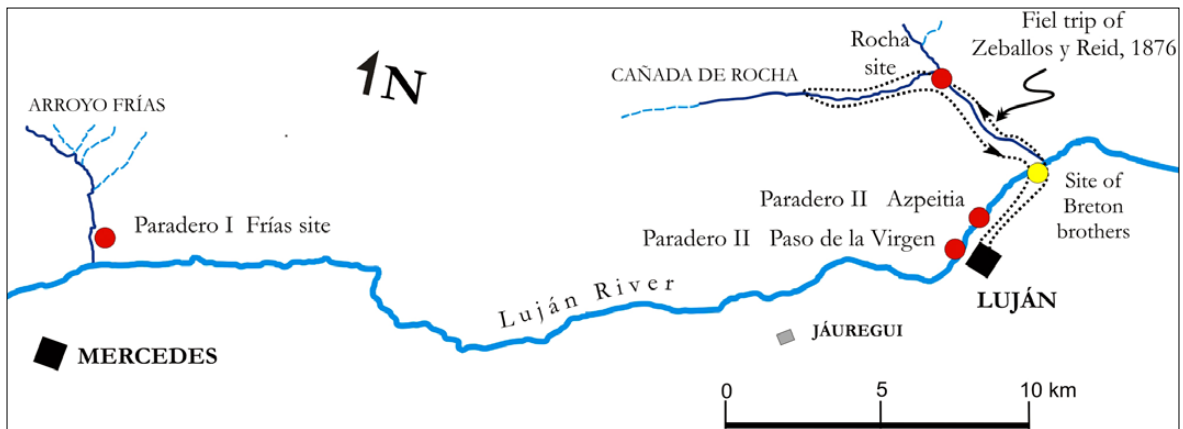 Fiel trip of
Zeballos y Reid, 1876
Rocha
site
CAÑADA DE ROCHA
N
ARROYO FRÍAS
Paradero I Frías site
Paradero II Azpeitia
Site of
Breton
brothers
Paradero II Paso de la Virgen
LUJÁN
Luján River
JÁUREGUI
MERCEDES
0 5 10 km